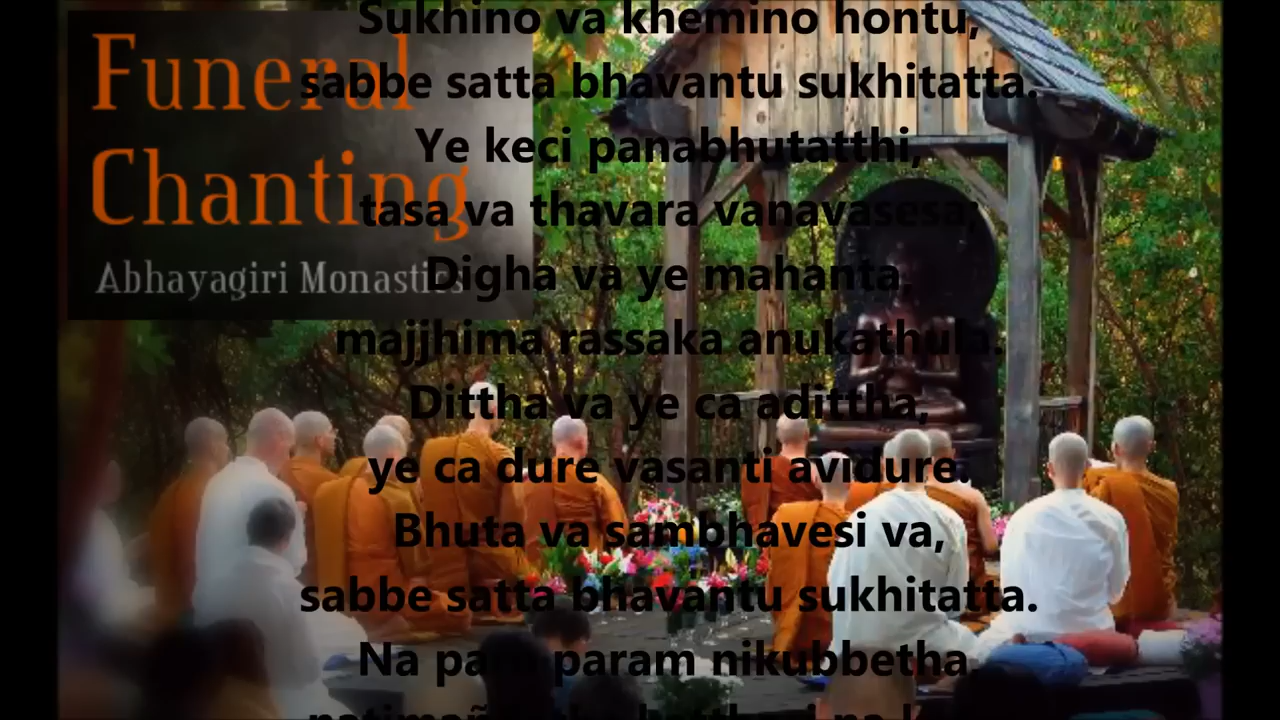 Funeral
Chanting
Abhayagiri Monastics
Sukhino va khemino hontu,
sabbe satta bhavantu sukhitatta.
Ye keci panabhutatthi,
tasa va thavara vanavasesa;
Digha va ye mahanta.
majjhima rassaka anukathula.
Dittha va ye ca adittha,
ye ca dure vasanti avidure.
Bhuta va sambhavesi va,
sabbe satta bhavantu sukhitatta.
Na paro param nikubbetha